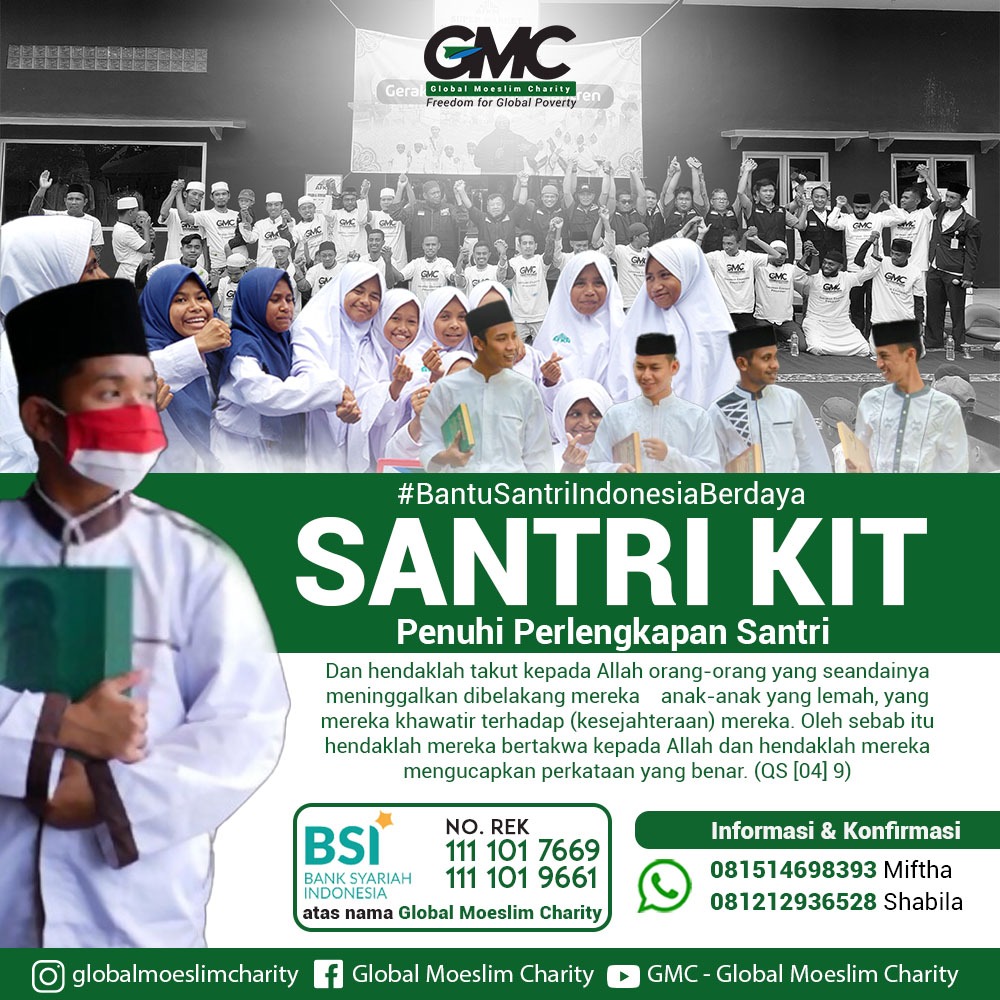 GMC
Global Moeslim Charity
Freedom for Global Poverty
#BantuSantriIndonesiaBerdaya
SANTRI KIT
Penuhi Perlengkapan Santri
Dan hendaklah takut kepada Allah orang-orang yang seandainya
meninggalkan dibelakang mereka anak-anak yang lemah, yang
mereka khawatir terhadap (kesejahteraan) mereka. Oleh sebab itu
hendaklah mereka bertakwa kepada Allah dan hendaklah mereka
mengucapkan perkataan yang benar. (QS [04] 9)
BSI
BANK SYARIAH
INDONESIA
NO. REK
111 101 7669
111 101 9661
atas nama Global Moeslim Charity
Informasi & Konfirmasi
081514698393 Miftha
081212936528 Shabila
globalmoeslimcharity
Global Moeslim Charity
GMC - Global Moeslim Charity